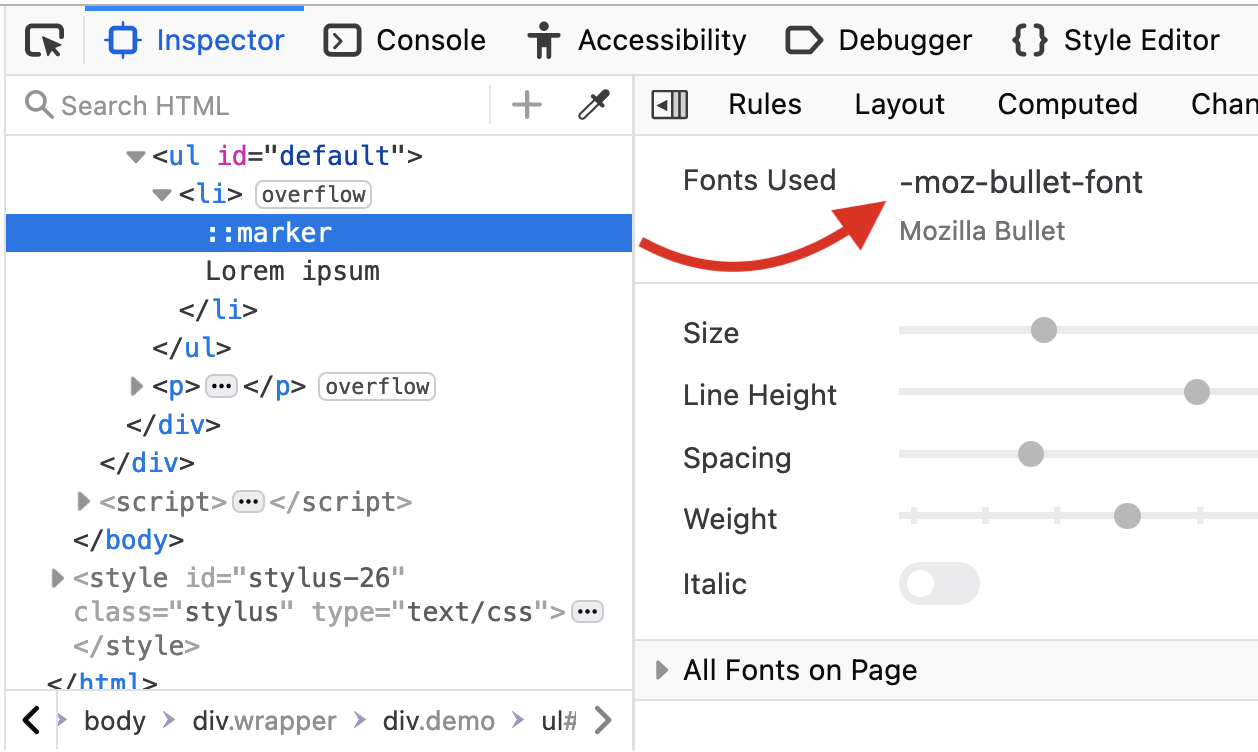 Inspector Console Accessibility Debugger {} Style Editor
Search HTML
<ul id="default">
<li> overflow
::marker
Lorem ipsum
</li>
</ul>
<p>…</p> overflow
</div>
</div>
<script>…</script>
</body>
<style id="stylus-26"
class="stylus" type="text/css">…
</style>
</html>
body div.wrapper div.demo ul#
Rules Layout Computed Chan
Fonts Used -moz-bullet-font
Mozilla Bullet
Size
Line Height
Spacing
Weight
Italic
All Fonts on Page